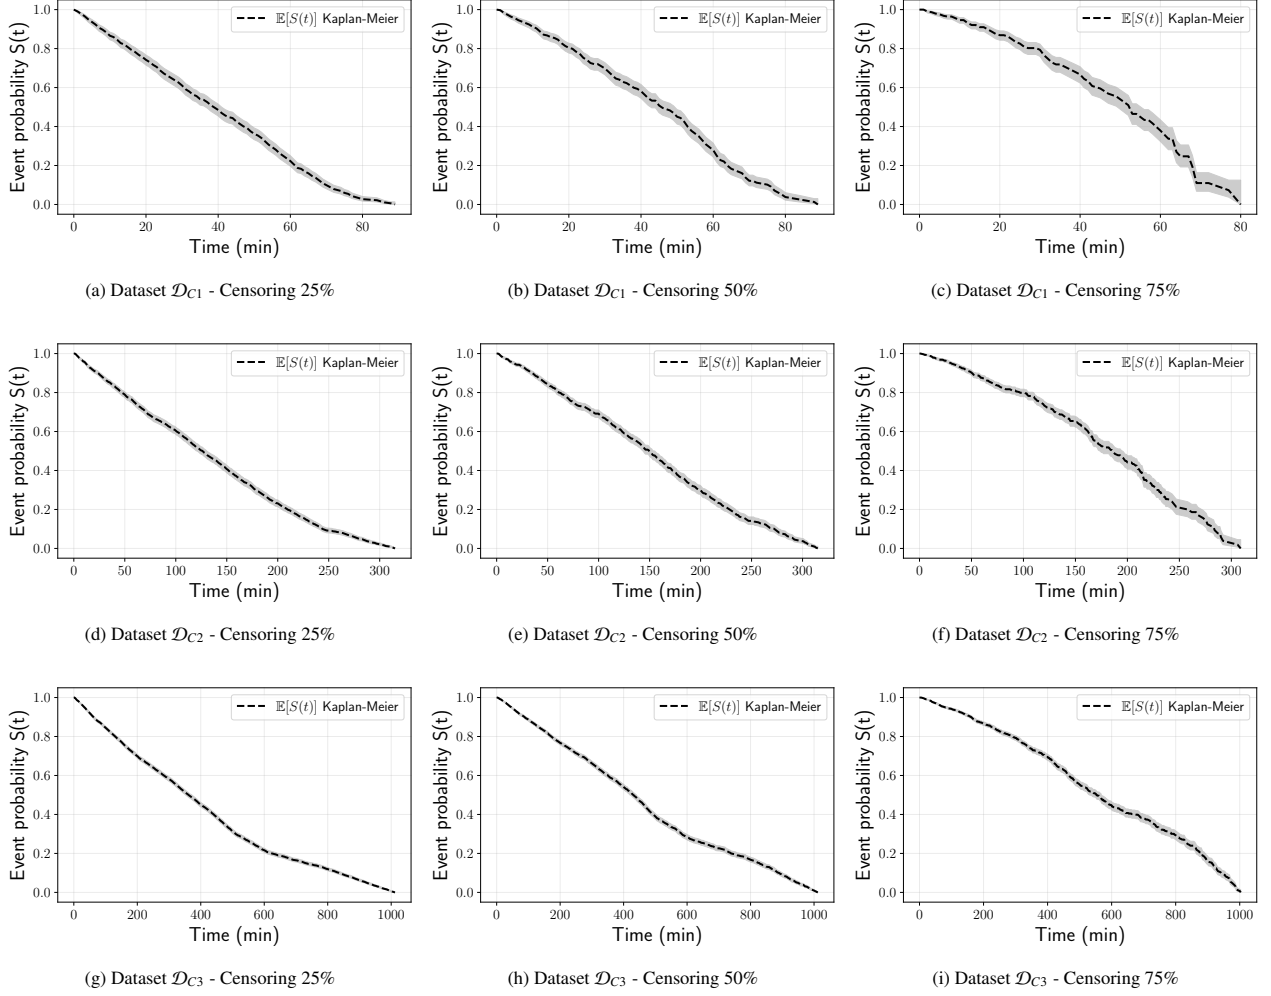 1.0
0.8
0.6
0.4
0.2
0.0
Event probability S(t)
0 20 40 60 80
Time (min)
𝔼[S(t)] Kaplan-Meier
(a) Dataset 𝒟C1 - Censoring 25%
1.0
0.8
0.6
0.4
0.2
0.0
Event probability S(t)
0 20 40 60 80
Time (min)
𝔼[S(t)] Kaplan-Meier
(b) Dataset 𝒟C1 - Censoring 50%
1.0
0.8
0.6
0.4
0.2
0.0
Event probability S(t)
0 20 40 60 80
Time (min)
𝔼[S(t)] Kaplan-Meier
(c) Dataset 𝒟C1 - Censoring 75%
1.0
0.8
0.6
0.4
0.2
0.0
Event probability S(t)
0 50 100 150 200 250 300
Time (min)
𝔼[S(t)] Kaplan-Meier
(d) Dataset 𝒟C2 - Censoring 25%
1.0
0.8
0.6
0.4
0.2
0.0
Event probability S(t)
0 50 100 150 200 250 300
Time (min)
𝔼[S(t)] Kaplan-Meier
(e) Dataset 𝒟C2 - Censoring 50%
1.0
0.8
0.6
0.4
0.2
0.0
Event probability S(t)
0 50 100 150 200 250 300
Time (min)
𝔼[S(t)] Kaplan-Meier
(f) Dataset 𝒟C2 - Censoring 75%
1.0
0.8
0.6
0.4
0.2
0.0
Event probability S(t)
0 200 400 600 800 1000
Time (min)
𝔼[S(t)] Kaplan-Meier
(g) Dataset 𝒟C3 - Censoring 25%
1.0
0.8
0.6
0.4
0.2
0.0
Event probability S(t)
0 200 400 600 800 1000
Time (min)
𝔼[S(t)] Kaplan-Meier
(h) Dataset 𝒟C3 - Censoring 50%
1.0
0.8
0.6
0.4
0.2
0.0
Event probability S(t)
0 200 400 600 800 1000
Time (min)
𝔼[S(t)] Kaplan-Meier
(i) Dataset 𝒟C3 - Censoring 75%